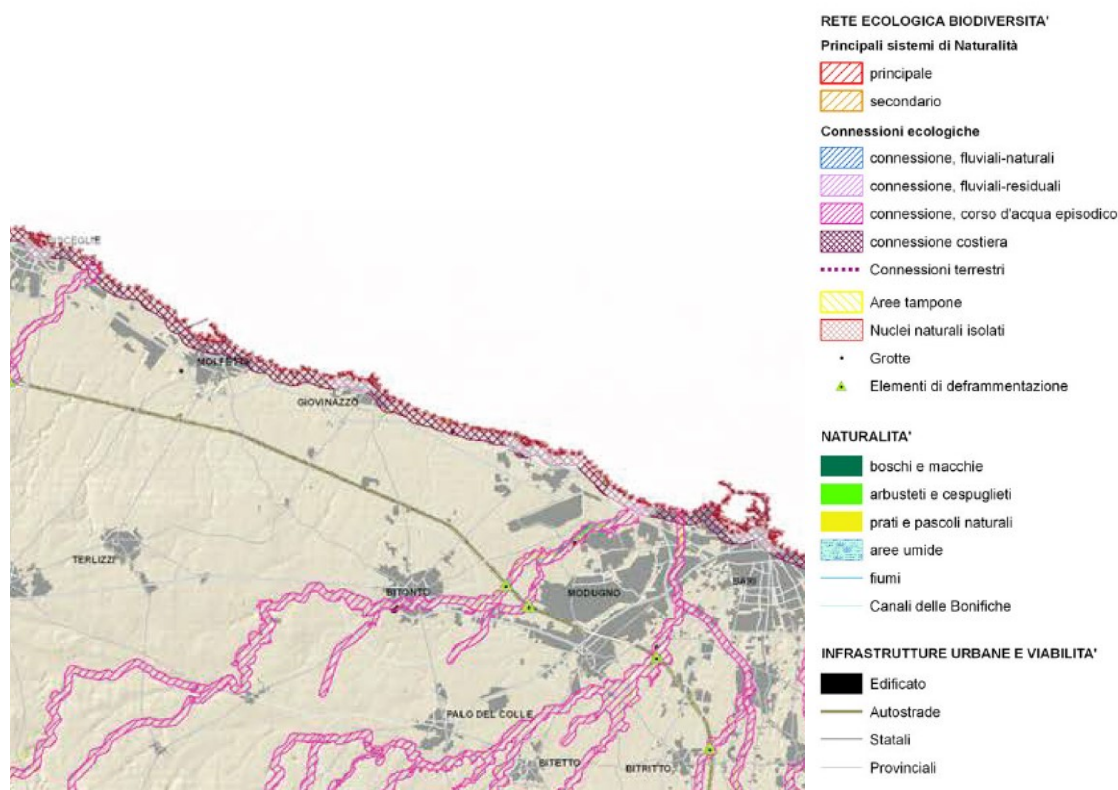 RETE ECOLOGICA BIODIVERSITA'
Principali sistemi di Naturalità
principale
secondario
Connessioni ecologiche
connessione, fluviali-naturali
connessione, fluviali-residuali
connessione, corso d'acqua episodico
connessione costiera
Connessioni terrestri
Aree tampone
Nuclei naturali isolati
Grotte
Elementi di deframmentazione
NATURALITA'
boschi e macchie
arbusteti e cespuglieti
prati e pascoli naturali
aree umide
fiumi
Canali delle Bonifiche
INFRASTRUTTURE URBANE E VIABILITA'
Edificato
Autostrade
Statali
Provinciali
BISCEGLIE
MOLFETTA
GIOVINAZZO
TERLIZZI
BITONTO
MODUGNO
BARI
PALO DEL COLLE
BITETTO
BITRITTO